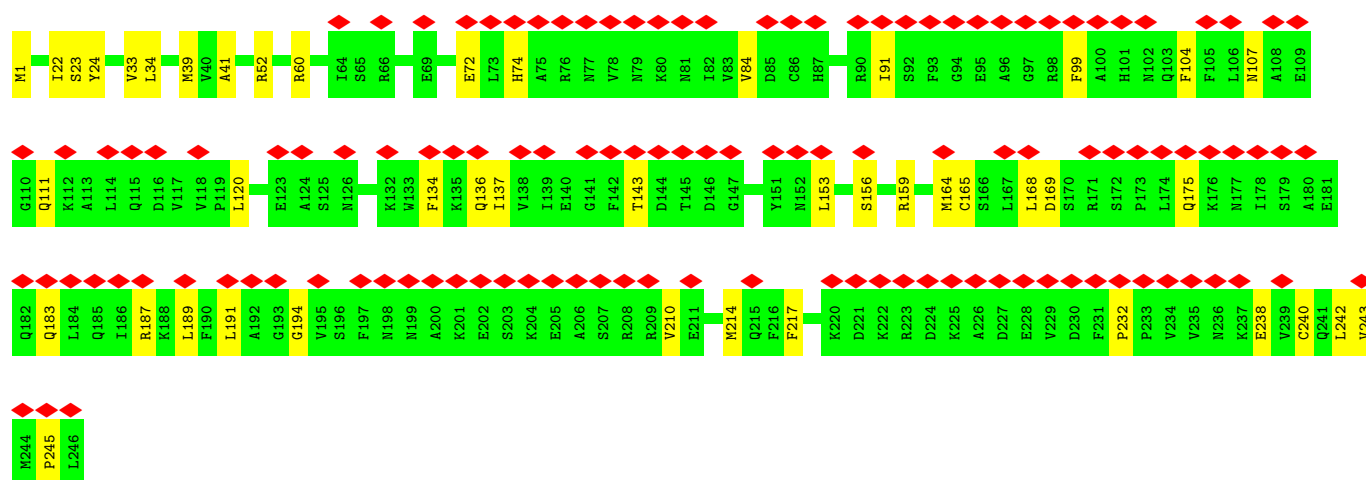 M1 I22 S23 Y24 V33 L34 M39 V40 A41 R52 R60 I64 S65 R66 E69 E72 L73 H74 A75 R76 N77 V78 N79 K80 N81 I82 V83 V84 D85 C86 H87 R90 I91 S92 F93 G94 E95 A96 G97 R98 F99 A100 H101 N102 Q103 F104 F105 L106 N107 A108 E109
G110 Q111 K112 A113 L114 Q115 D116 V117 V118 P119 L120 E123 A124 S125 N126 K132 W133 F134 K135 Q136 I137 V138 I139 E140 G141 F142 T143 D144 T145 D146 G147 Y151 N152 L153 S156 R159 M164 C165 S166 L167 L168 D169 S170 R171 S172 P173 L174 Q175 K176 N177 I178 S179 A180 E181
Q182 Q183 L184 Q185 I186 R187 K188 L189 F190 L191 A192 G193 G194 V195 S196 F197 N198 N199 A200 K201 E202 S203 K204 E205 A206 S207 R208 R209 V210 E211 M214 Q215 F216 F217 K220 D221 K222 R223 D224 K225 A226 D227 E228 V229 D230 F231 P232 P233 V234 V235 N236 K237 E238 V239 C240 Q241 L242 V243
M244 P245 L246